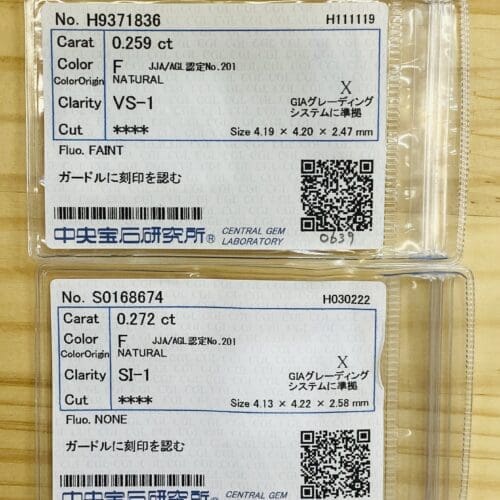 No. H9371836 H111119
Carat 0.259 ct
Color F JJA/AGL認定No.201
ColorOrigin NATURAL
Clarity VS-1 X
GIAグレーディング
システムに準拠
Cut ****
Size 4.19 × 4.20 × 2.47 mm
Fluo. FAINT
ガードルに刻印を認む
中央宝石研究所® CENTRAL GEM
LABORATORY
0639
No. S0168674 H030222
Carat 0.272 ct
Color F JJA/AGL認定No.201
ColorOrigin NATURAL
Clarity SI-1 X
GIAグレーディング
システムに準拠
Cut ****
Size 4.13 × 4.22 × 2.58 mm
Fluo. NONE
ガードルに刻印を認む
中央宝石研究所® CENTRAL GEM
LABORATORY